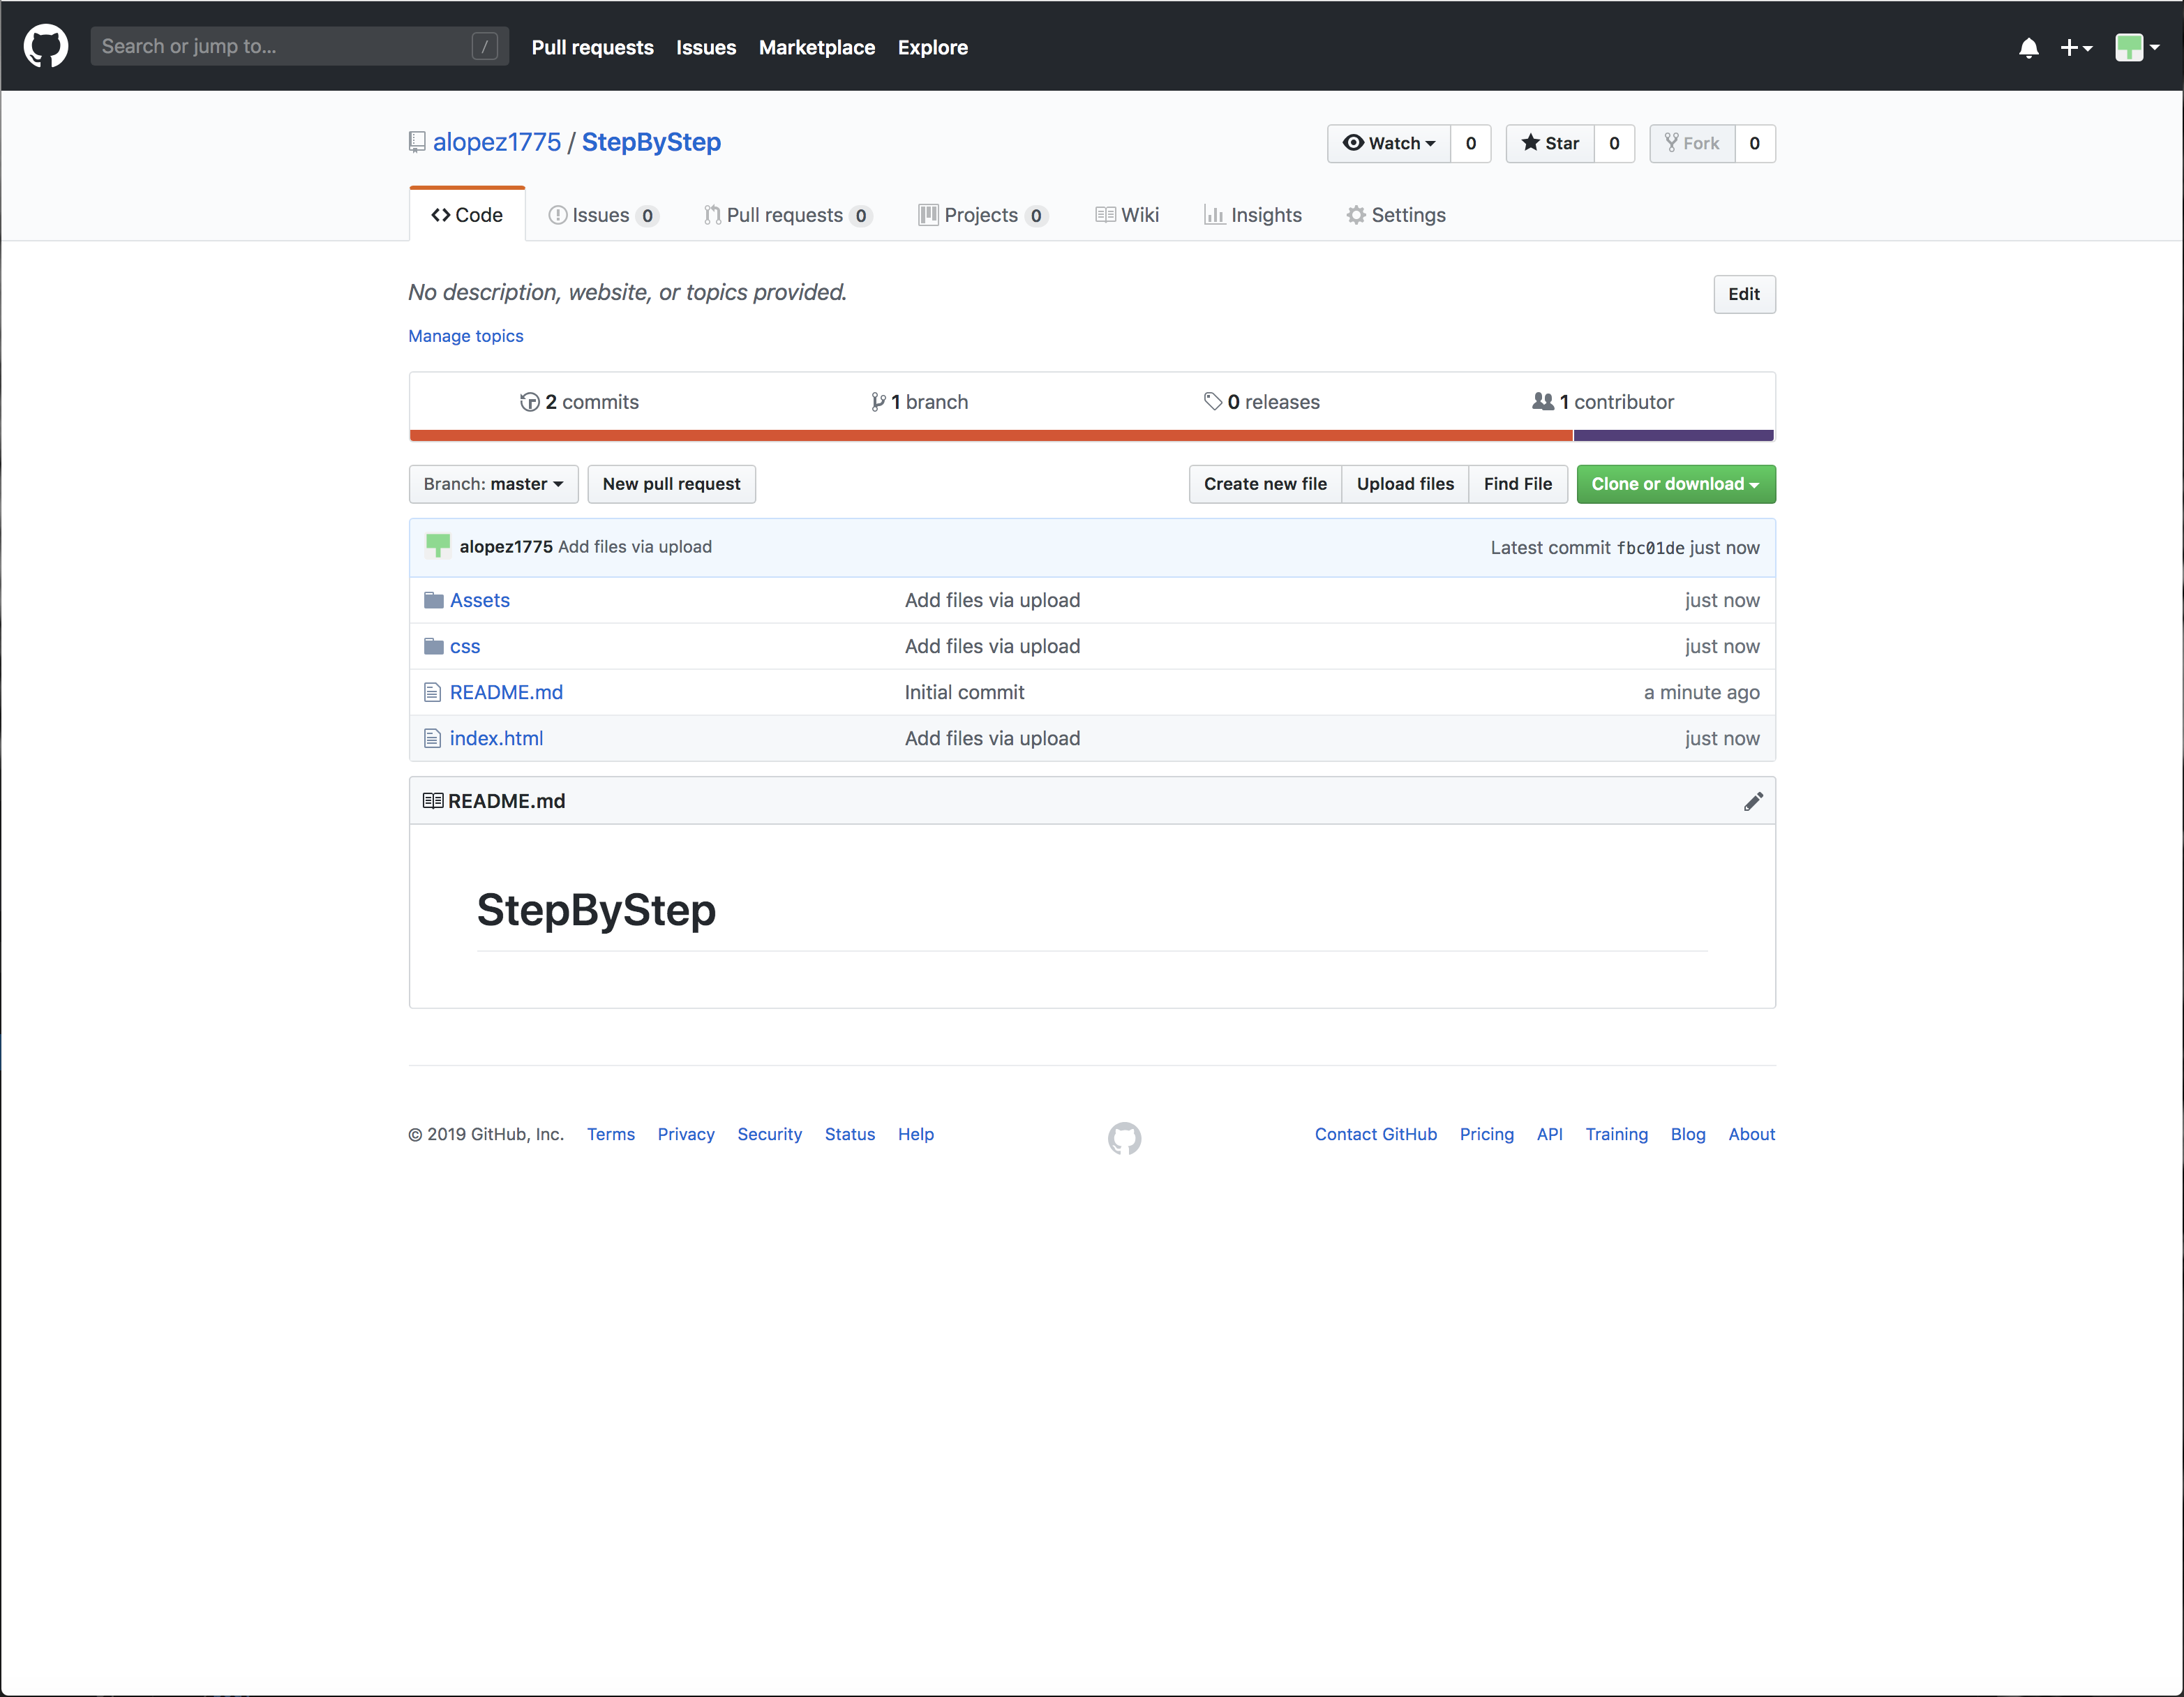 Search or jump to... / Pull requests Issues Marketplace Explore
alopez1775 / StepByStep Watch 0 Star 0 Fork 0
Code Issues 0 Pull requests 0 Projects 0 Wiki Insights Settings
No description, website, or topics provided. Edit
Manage topics
2 commits 1 branch 0 releases 1 contributor
Branch: master New pull request Create new file Upload files Find File Clone or download
alopez1775 Add files via upload Latest commit fbc01de just now
Assets Add files via upload just now
css Add files via upload just now
README.md Initial commit a minute ago
index.html Add files via upload just now
README.md
StepByStep
© 2019 GitHub, Inc. Terms Privacy Security Status Help Contact GitHub Pricing API Training Blog About